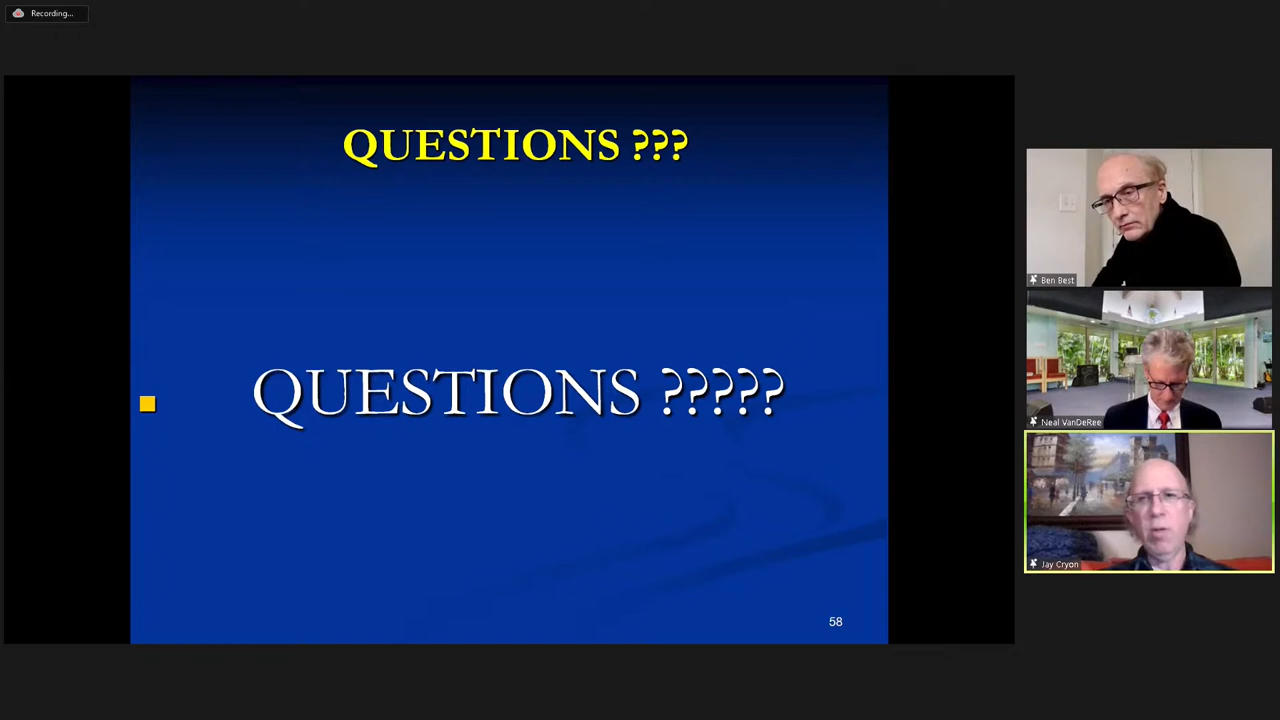 Recording...
QUESTIONS ???
QUESTIONS ?????
58
Ben Best
Neal VanDeRee
Jay Cryon